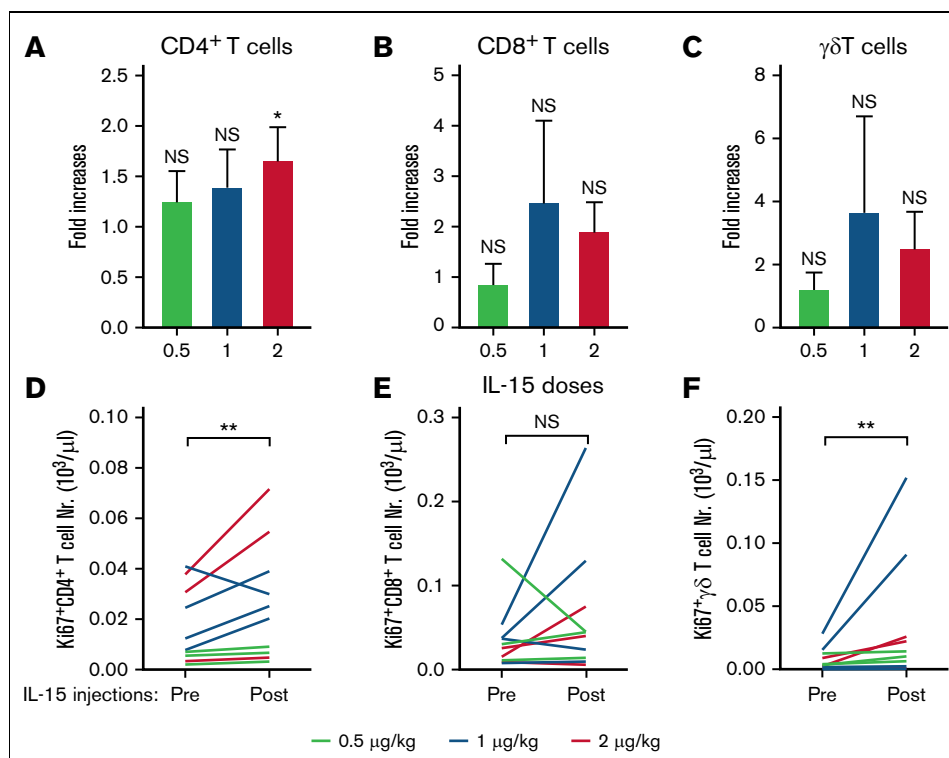 A CD4+ T cells
Fold increases
2.5
2.0
1.5
1.0
0.5
0.0
NS
NS
*
0.5 1 2
B CD8+ T cells
Fold increases
5
4
3
2
1
0
NS
NS
NS
0.5 1 2
C γδT cells
Fold increases
8
6
4
2
0
NS
NS
NS
0.5 1 2
IL-15 doses
D
Ki67+CD4+ T cell Nr. (10³/μl)
0.10
0.08
0.06
0.04
0.02
0.00
**
IL-15 injections: Pre Post
E
Ki67+CD8+ T cell Nr. (10³/μl)
0.3
0.2
0.1
0.0
NS
Pre Post
F
Ki67+γδ T cell Nr. (10³/μl)
0.20
0.15
0.10
0.05
0.00
**
Pre Post
0.5 μg/kg 1 μg/kg 2 μg/kg